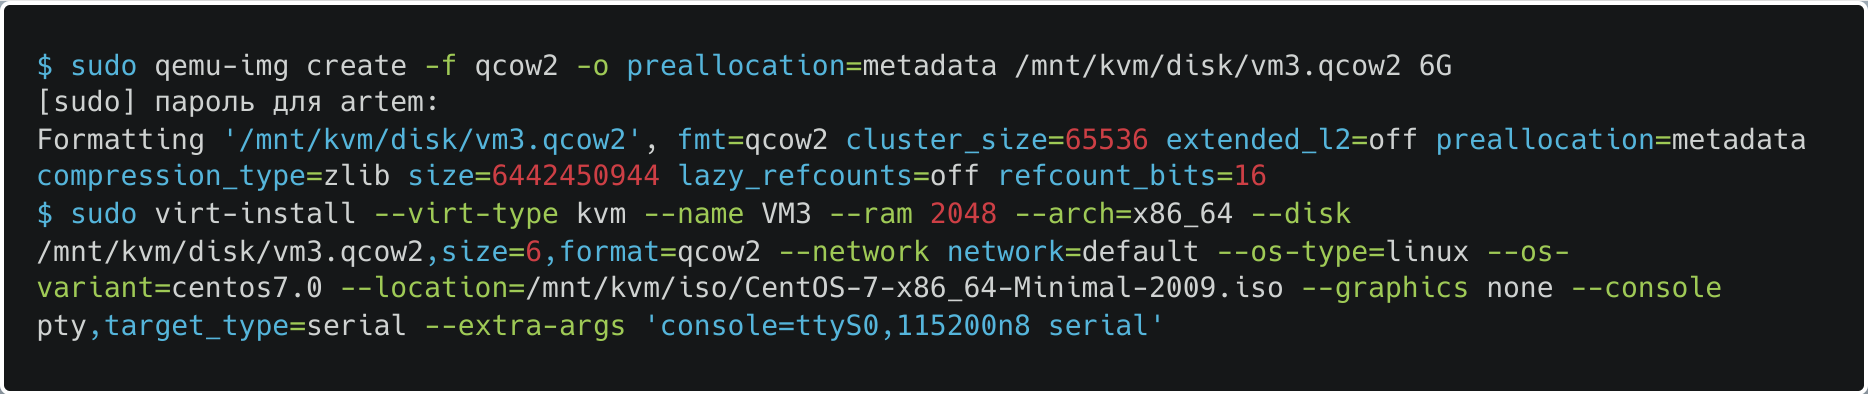 $ sudo qemu-img create -f qcow2 -o preallocation=metadata /mnt/kvm/disk/vm3.qcow2 6G
[sudo] пароль для artem:
Formatting '/mnt/kvm/disk/vm3.qcow2', fmt=qcow2 cluster_size=65536 extended_l2=off preallocation=metadata
compression_type=zlib size=6442450944 lazy_refcounts=off refcount_bits=16
$ sudo virt-install --virt-type kvm --name VM3 --ram 2048 --arch=x86_64 --disk
/mnt/kvm/disk/vm3.qcow2,size=6,format=qcow2 --network network=default --os-type=linux --os-
variant=centos7.0 --location=/mnt/kvm/iso/CentOS-7-x86_64-Minimal-2009.iso --graphics none --console
pty,target_type=serial --extra-args 'console=ttyS0,115200n8 serial'